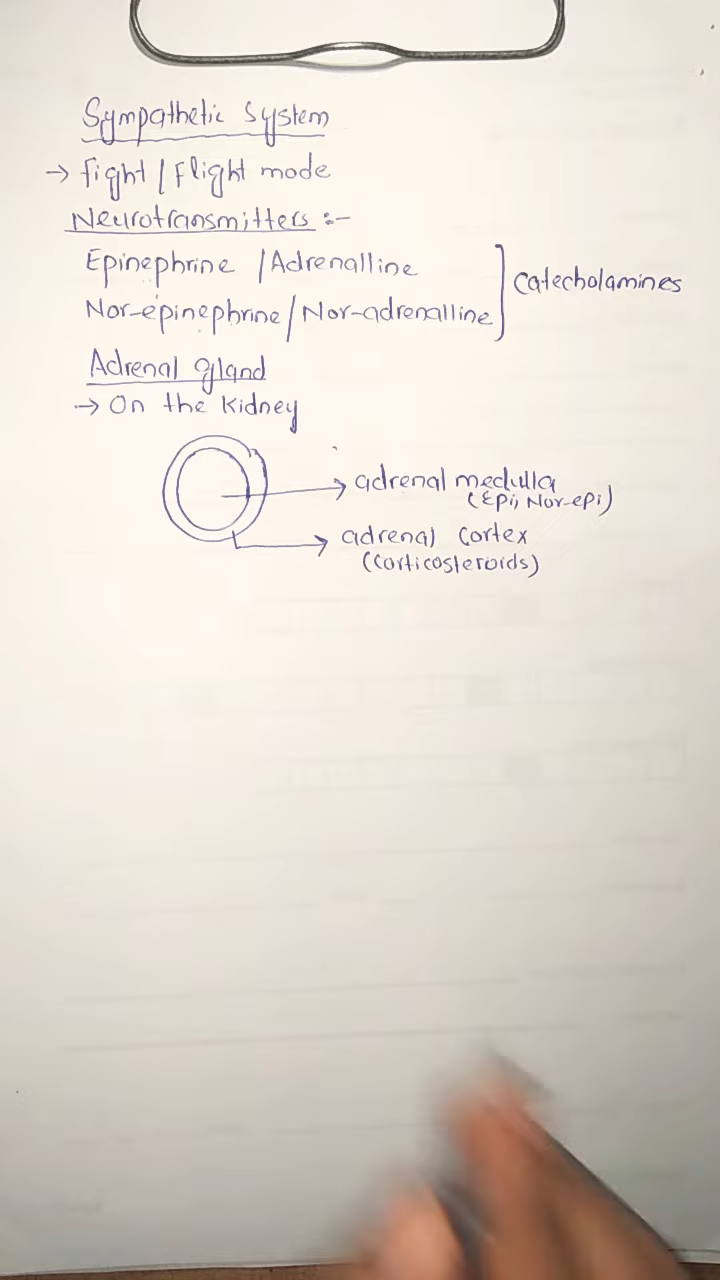 Sympathetic System
→ Fight / Flight mode
Neurotransmitters :-
Epinephrine / Adrenalline
Nor-epinephrine / Nor-adrenalline
Catecholamines
Adrenal gland
→ On the kidney
adrenal medulla
(Epi, Nor-epi)
adrenal cortex
(corticosteroids)